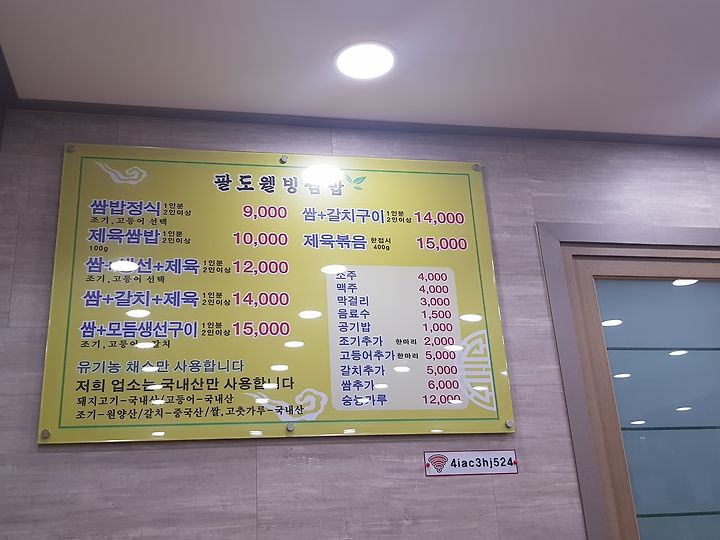 팔도웰빙쌈밥
쌈밥정식 1인분 2인이상 9,000
조기,고등어 선택
제육쌈밥 1인분 2인이상 10,000
100g
쌈+생선+제육 1인분 2인이상 12,000
조기,고등어 선택
쌈+갈치+제육 1인분 2인이상 14,000
쌈+모듬생선구이 1인분 2인이상 15,000
조기,고등어,갈치
쌈+갈치구이 1인분 2인이상 14,000
제육볶음 한접시 400g 15,000
소주 4,000
맥주 4,000
막걸리 3,000
음료수 1,500
공기밥 1,000
조기추가 한마리 2,000
고등어추가 한마리 5,000
갈치추가 5,000
쌈추가 6,000
숭늉가루 12,000
유기농 채소만 사용합니다
저희 업소는 국내산만 사용합니다
돼지고기-국내산/고등어-국내산
조기-원양산/갈치-중국산/쌀,고춧가루-국내산
4iac3hj524